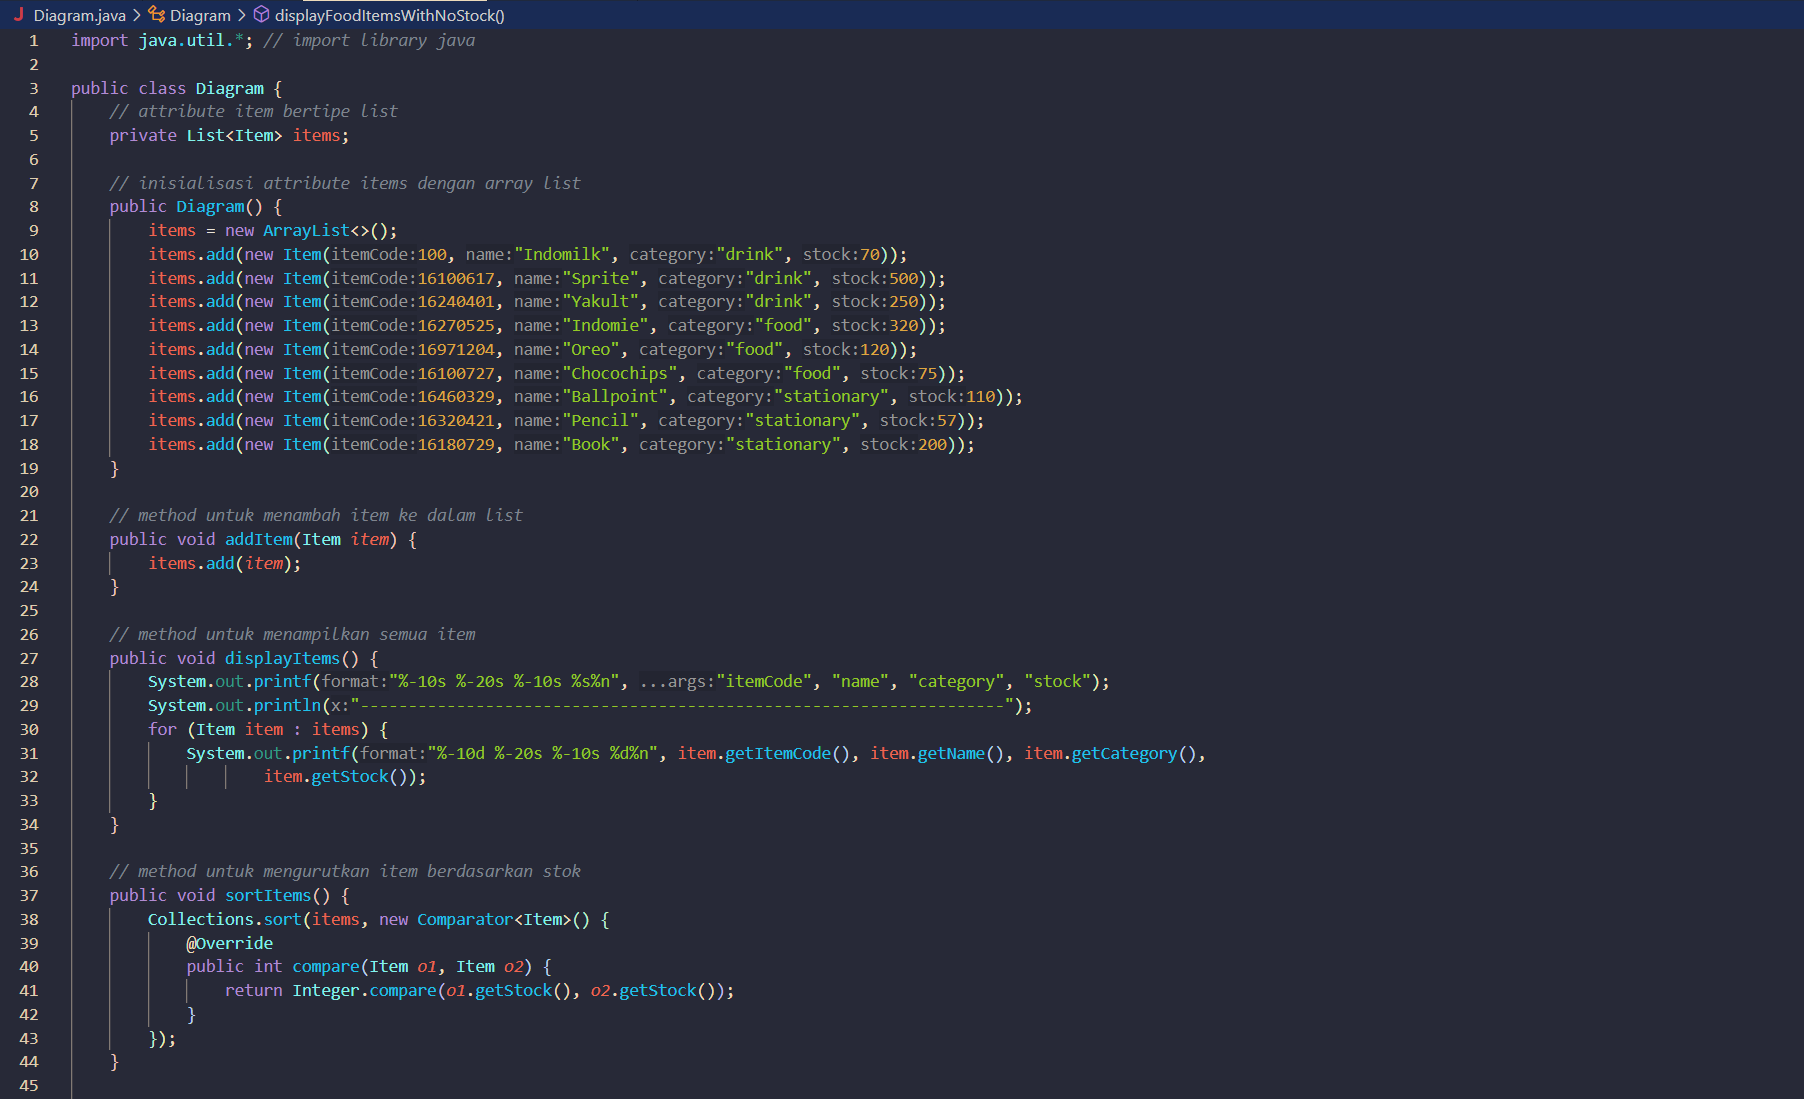 Diagram.java > Diagram > displayFoodItemsWithNoStock()
1 import java.util.*; // import library java
2
3 public class Diagram {
4 // attribute item bertipe list
5 private List<Item> items;
6
7 // inisialisasi attribute items dengan array list
8 public Diagram() {
9 items = new ArrayList<>();
10 items.add(new Item(itemCode:100, name:"Indomilk", category:"drink", stock:70));
11 items.add(new Item(itemCode:16100617, name:"Sprite", category:"drink", stock:500));
12 items.add(new Item(itemCode:16240401, name:"Yakult", category:"drink", stock:250));
13 items.add(new Item(itemCode:16270525, name:"Indomie", category:"food", stock:320));
14 items.add(new Item(itemCode:16971204, name:"Oreo", category:"food", stock:120));
15 items.add(new Item(itemCode:16100727, name:"Chocochips", category:"food", stock:75));
16 items.add(new Item(itemCode:16460329, name:"Ballpoint", category:"stationary", stock:110));
17 items.add(new Item(itemCode:16320421, name:"Pencil", category:"stationary", stock:57));
18 items.add(new Item(itemCode:16180729, name:"Book", category:"stationary", stock:200));
19 }
20
21 // method untuk menambah item ke dalam list
22 public void addItem(Item item) {
23 items.add(item);
24 }
25
26 // method untuk menampilkan semua item
27 public void displayItems() {
28 System.out.printf(format:"%-10s %-20s %-10s %s%n", ...args:"itemCode", "name", "category", "stock");
29 System.out.println(x:"-------------------------------------------------------------------");
30 for (Item item : items) {
31 System.out.printf(format:"%-10d %-20s %-10s %d%n", item.getItemCode(), item.getName(), item.getCategory(),
32 item.getStock());
33 }
34 }
35
36 // method untuk mengurutkan item berdasarkan stok
37 public void sortItems() {
38 Collections.sort(items, new Comparator<Item>() {
39 @Override
40 public int compare(Item o1, Item o2) {
41 return Integer.compare(o1.getStock(), o2.getStock());
42 }
43 });
44 }
45